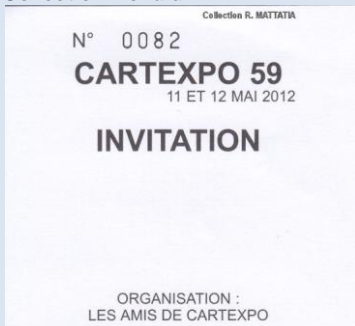 Collection R. MATTATIA
N° 0082
CARTEXPO 59
11 ET 12 MAI 2012
INVITATION
ORGANISATION :
LES AMIS DE CARTEXPO